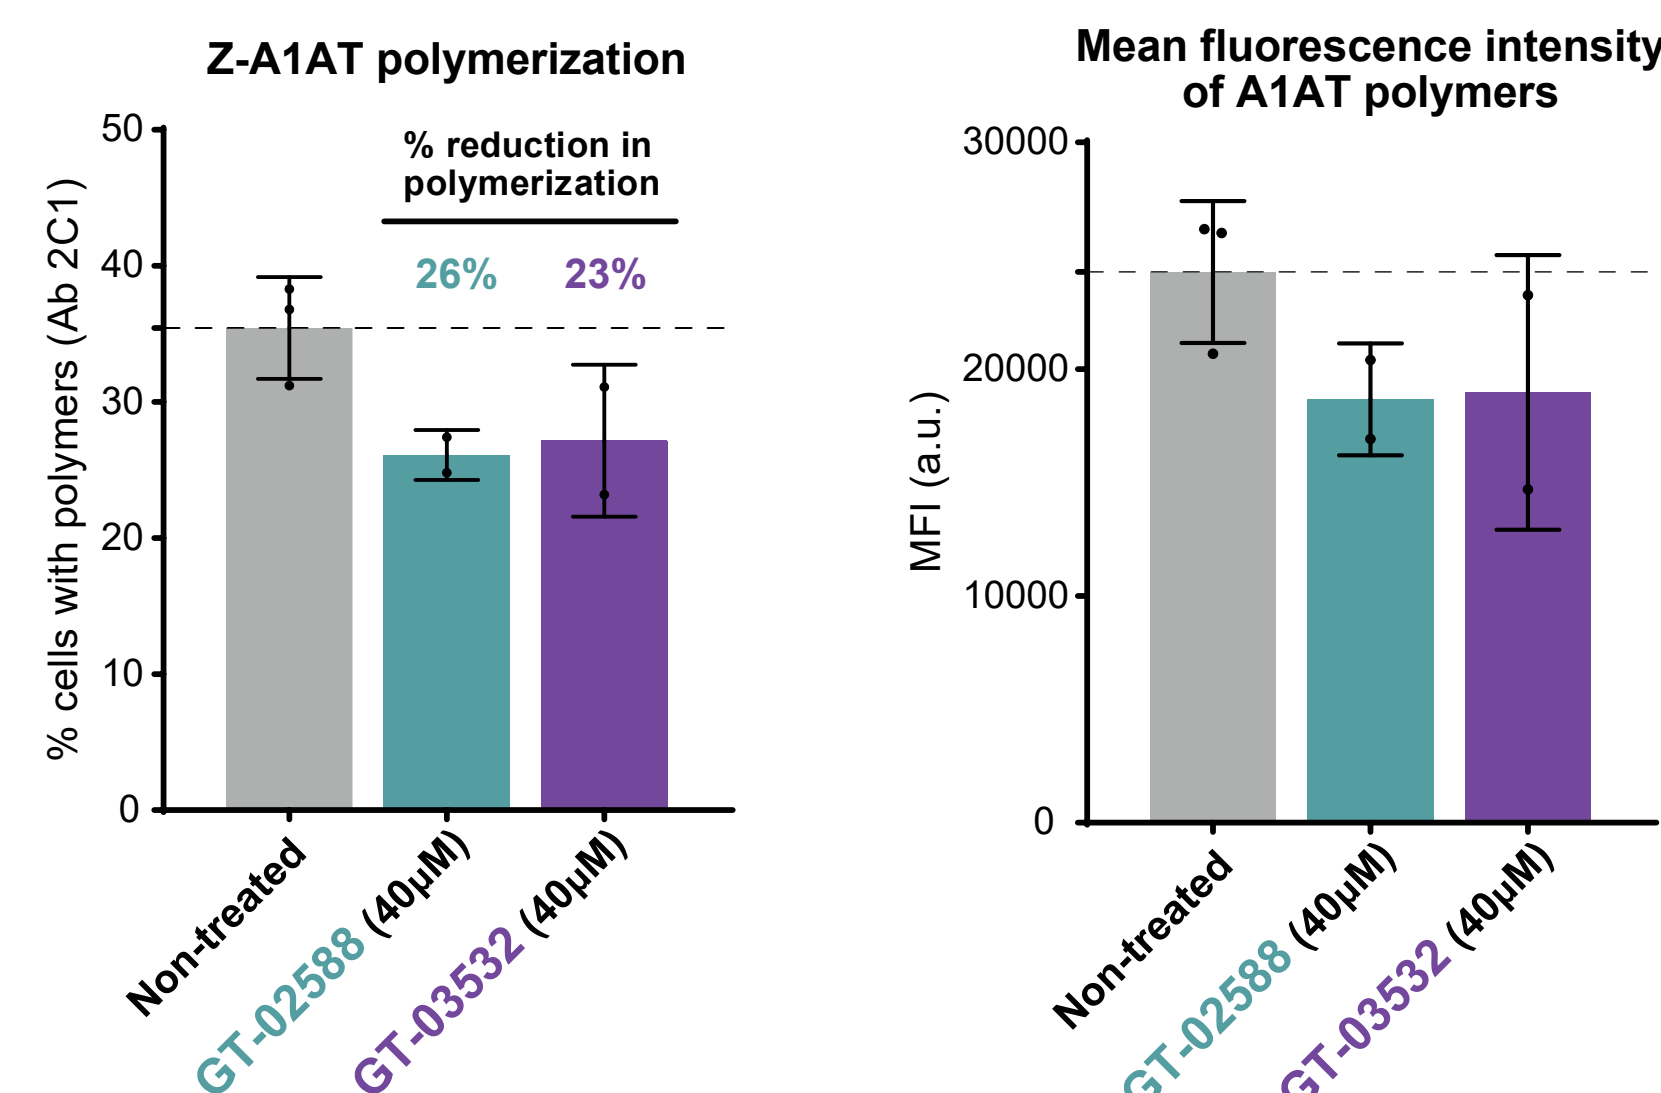 Z-A1AT polymerization
% cells with polymers (Ab 2C1)
50
40
30
20
10
0
% reduction in
polymerization
26%
23%
Non-treated
GT-02588 (40µM)
GT-03532 (40µM)
Mean fluorescence intensity
of A1AT polymers
MFI (a.u.)
30000
20000
10000
0
Non-treated
GT-02588 (40µM)
GT-03532 (40µM)